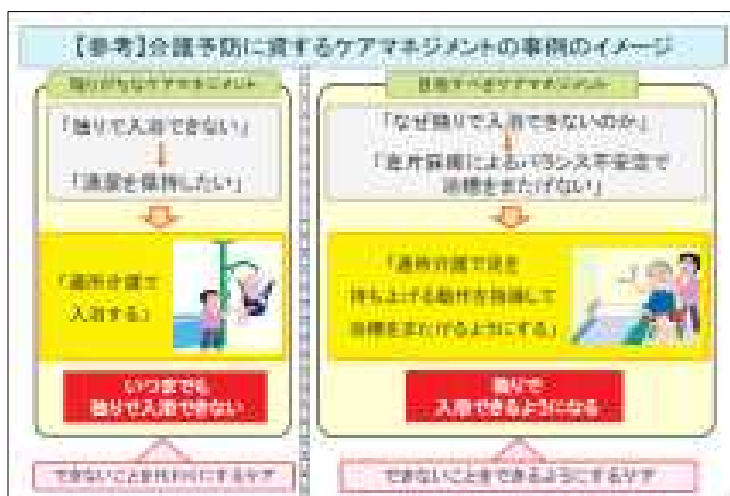 【参考】介護予防に資するケアマネジメントの事例のイメージ
陥りがちなケアマネジメント
「独りで入浴できない」
↓
「清潔を保持したい」
「通所介護で
入浴する」
いつまでも
独りで入浴できない
できないことを代わりにするケア
目指すべきケアマネジメント
「なぜ独りで入浴できないのか」
↓
「左片麻痺によるバランス不安定で
浴槽をまたげない」
「通所介護で足を
持ち上げる動作を訓練して
浴槽をまたげるようにする」
独りで
入浴できるようになる
できないことをできるようにするケア